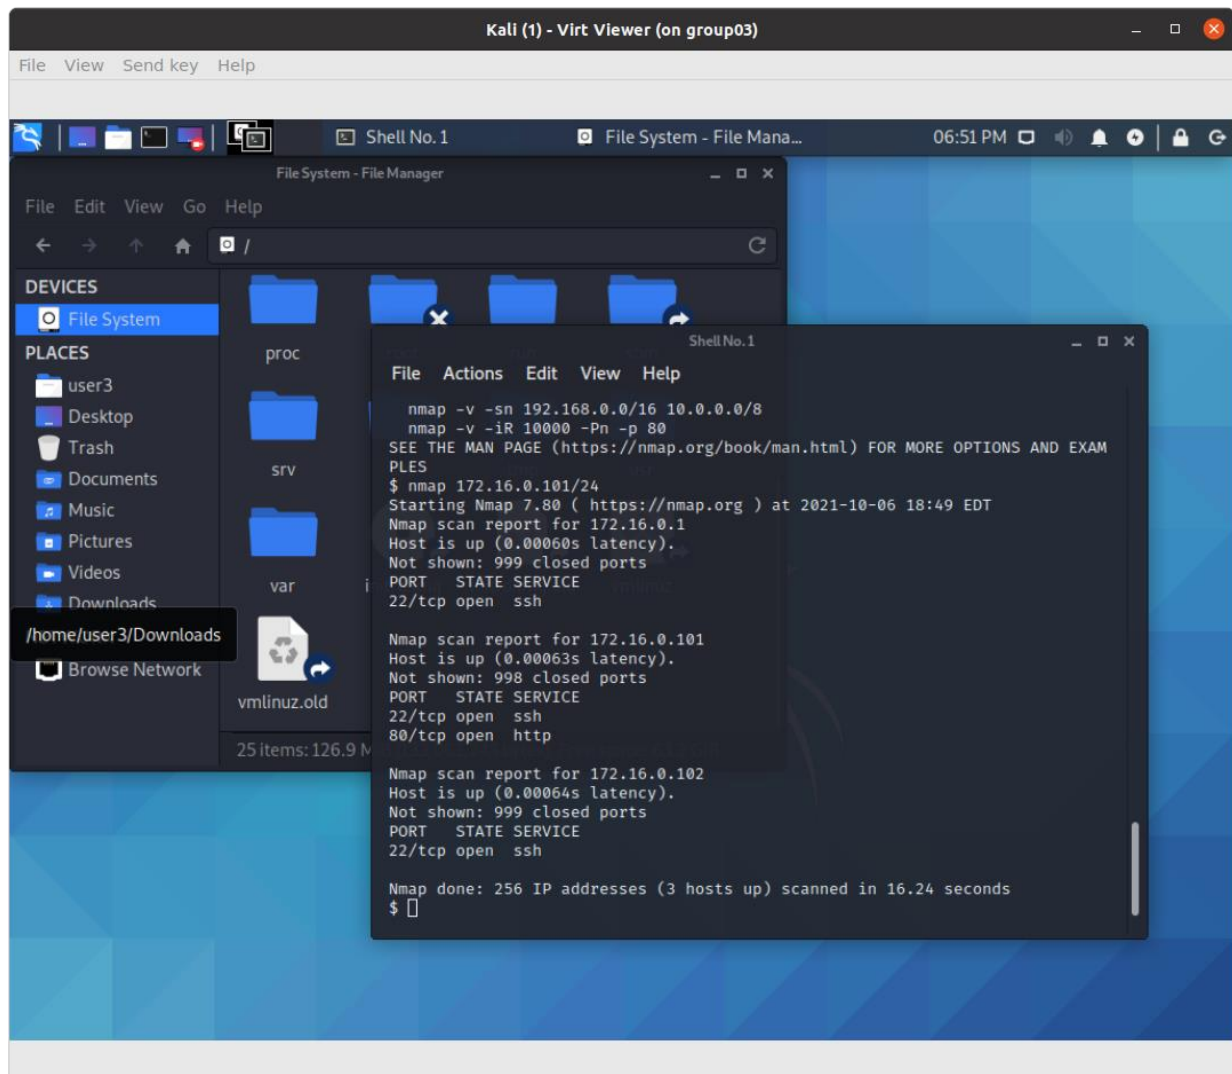 Kali (1) - Virt Viewer (on group03)
File View Send key Help
Shell No. 1
File System - File Mana...
06:51 PM
File System - File Manager
File Edit View Go Help
/
DEVICES
File System
PLACES
user3
Desktop
Trash
Documents
Music
Pictures
Videos
Downloads
/home/user3/Downloads
Browse Network
proc
srv
var
vmlinuz.old
25 items: 126.9 M
Shell No. 1
File Actions Edit View Help
nmap -v -sn 192.168.0.0/16 10.0.0.0/8
nmap -v -iR 10000 -Pn -p 80
SEE THE MAN PAGE (https://nmap.org/book/man.html) FOR MORE OPTIONS AND EXAM
PLES
$ nmap 172.16.0.101/24
Starting Nmap 7.80 ( https://nmap.org ) at 2021-10-06 18:49 EDT
Nmap scan report for 172.16.0.1
Host is up (0.00060s latency).
Not shown: 999 closed ports
PORT   STATE SERVICE
22/tcp open  ssh
Nmap scan report for 172.16.0.101
Host is up (0.00063s latency).
Not shown: 998 closed ports
PORT   STATE SERVICE
22/tcp open  ssh
80/tcp open  http
Nmap scan report for 172.16.0.102
Host is up (0.00064s latency).
Not shown: 999 closed ports
PORT   STATE SERVICE
22/tcp open  ssh
Nmap done: 256 IP addresses (3 hosts up) scanned in 16.24 seconds
$